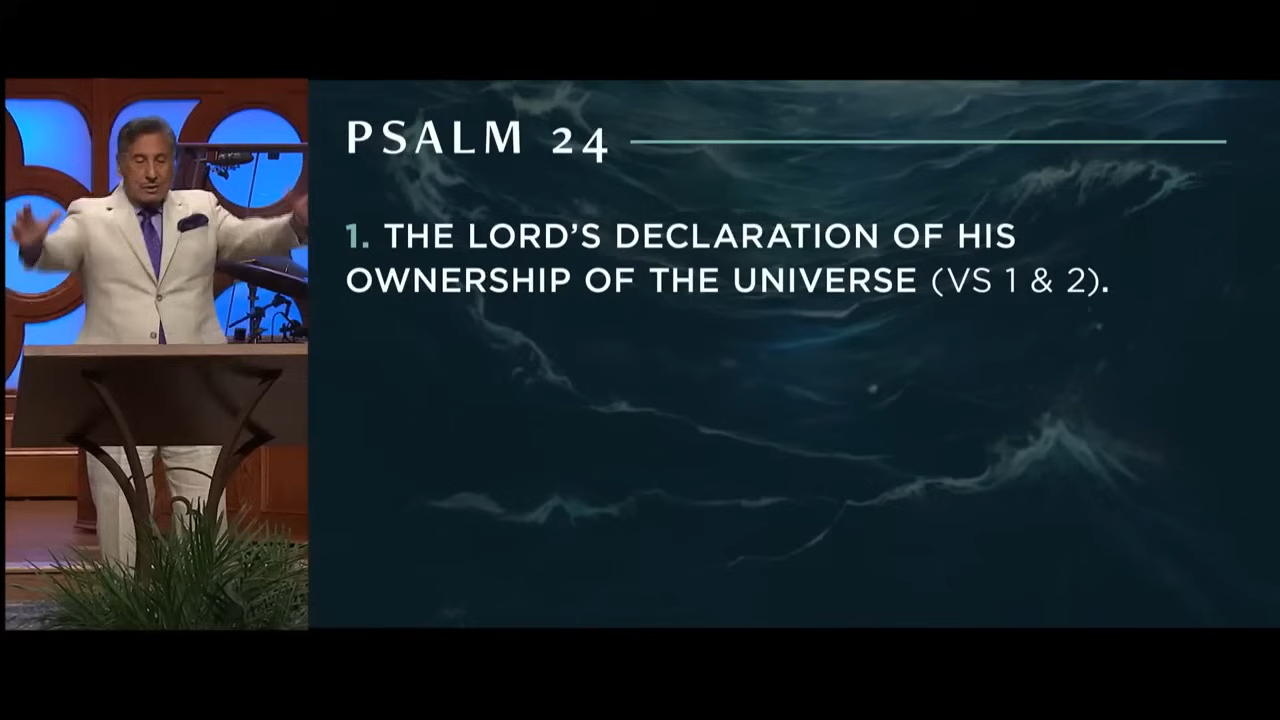 PSALM 24
1. THE LORD’S DECLARATION OF HIS
OWNERSHIP OF THE UNIVERSE (VS 1 & 2).